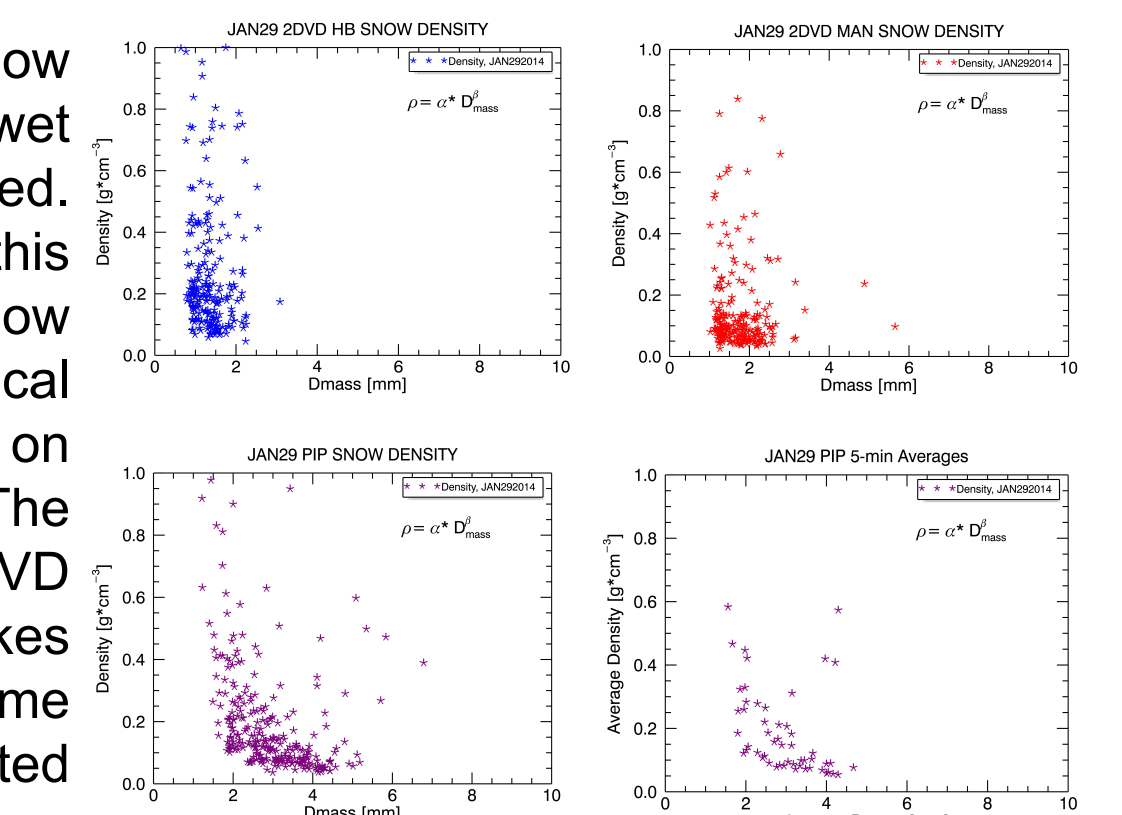 ow
wet
ed.
this
ow
cal
on
The
VD
kes
me
ted
JAN29 2DVD HB SNOW DENSITY
Density, JAN292014
ρ = α* D^β_mass
Density [g*cm^-3]
1.0
0.8
0.6
0.4
0.2
0.0
0 2 4 6 8 10
Dmass [mm]
JAN29 2DVD MAN SNOW DENSITY
Density, JAN292014
ρ = α* D^β_mass
Density [g*cm^-3]
1.0
0.8
0.6
0.4
0.2
0.0
0 2 4 6 8 10
Dmass [mm]
JAN29 PIP SNOW DENSITY
Density, JAN292014
ρ = α* D^β_mass
Density [g*cm^-3]
1.0
0.8
0.6
0.4
0.2
0.0
0 2 4 6 8 10
Dmass [mm]
JAN29 PIP 5-min Averages
Density, JAN292014
ρ = α* D^β_mass
Average Density [g*cm^-3]
1.0
0.8
0.6
0.4
0.2
0.0
0 2 4 6 8 10